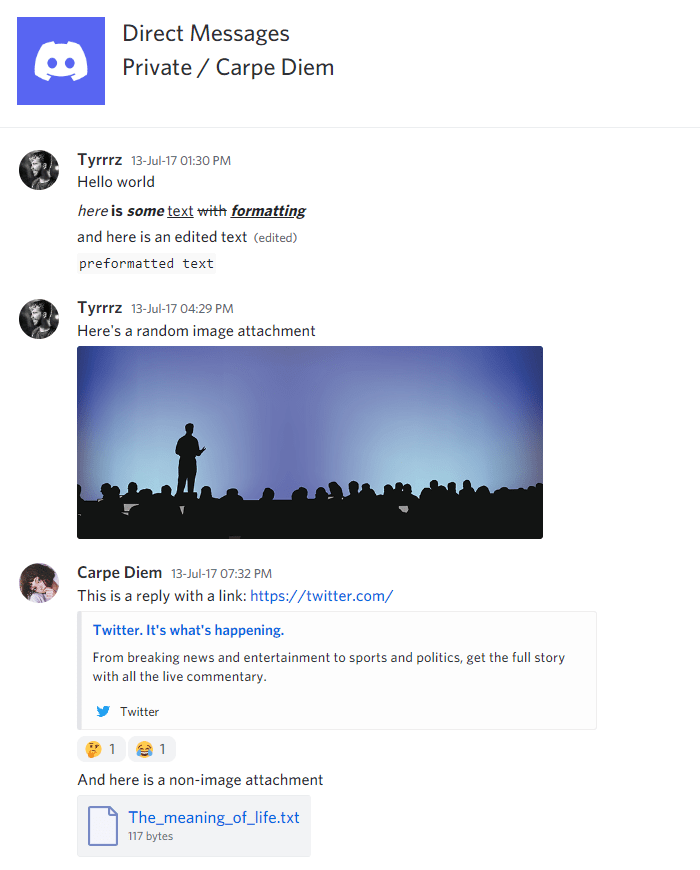 Direct Messages
Private / Carpe Diem
Tyrrrz 13-Jul-17 01:30 PM
Hello world
here is some text with formatting
and here is an edited text (edited)
preformatted text
Tyrrrz 13-Jul-17 04:29 PM
Here's a random image attachment
Carpe Diem 13-Jul-17 07:32 PM
This is a reply with a link: https://twitter.com/
Twitter. It's what's happening.
From breaking news and entertainment to sports and politics, get the full story
with all the live commentary.
Twitter
🤔 1 😂 1
And here is a non-image attachment
The_meaning_of_life.txt
117 bytes